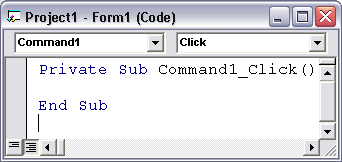 Project1 - Form1 (Code)
Command1 Click
Private Sub Command1_Click()
End Sub